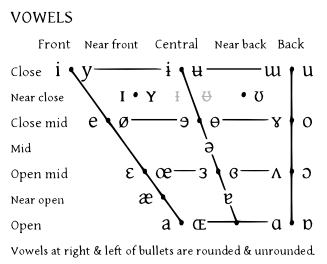 VOWELS
Front Near front Central Near back Back
Close i y ɨ ʉ ɯ u
Near close ɪ ʏ ɪ̵ ʊ̵ ʊ
Close mid e ø ɘ ɵ ɤ o
Mid ə
Open mid ɛ œ ɜ ɞ ʌ ɔ
Near open æ ɐ
Open a ɶ ɑ ɒ
Vowels at right & left of bullets are rounded & unrounded.